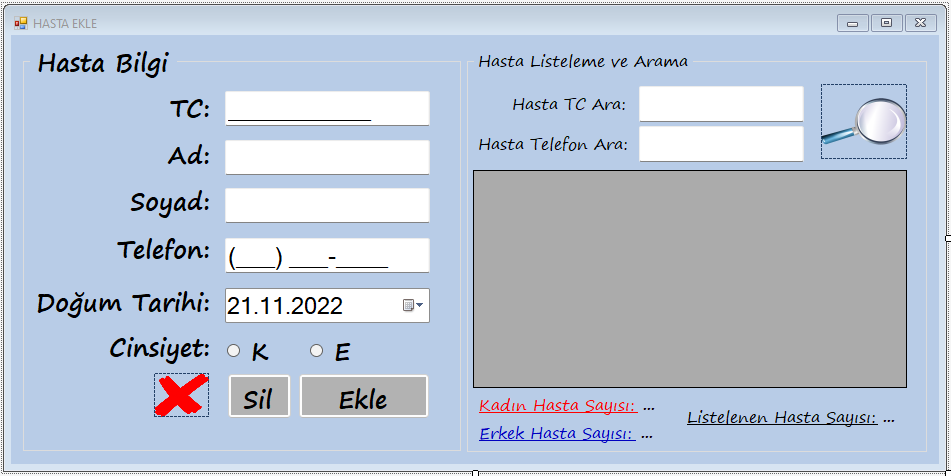 HASTA EKLE
Hasta Bilgi
TC: ___________
Ad:
Soyad:
Telefon: (___) ___-____
Doğum Tarihi: 21.11.2022
Cinsiyet: K E
Sil Ekle
Hasta Listeleme ve Arama
Hasta TC Ara:
Hasta Telefon Ara:
Kadın Hasta Sayısı: ...
Erkek Hasta Sayısı: ...
Listelenen Hasta Sayısı: ...